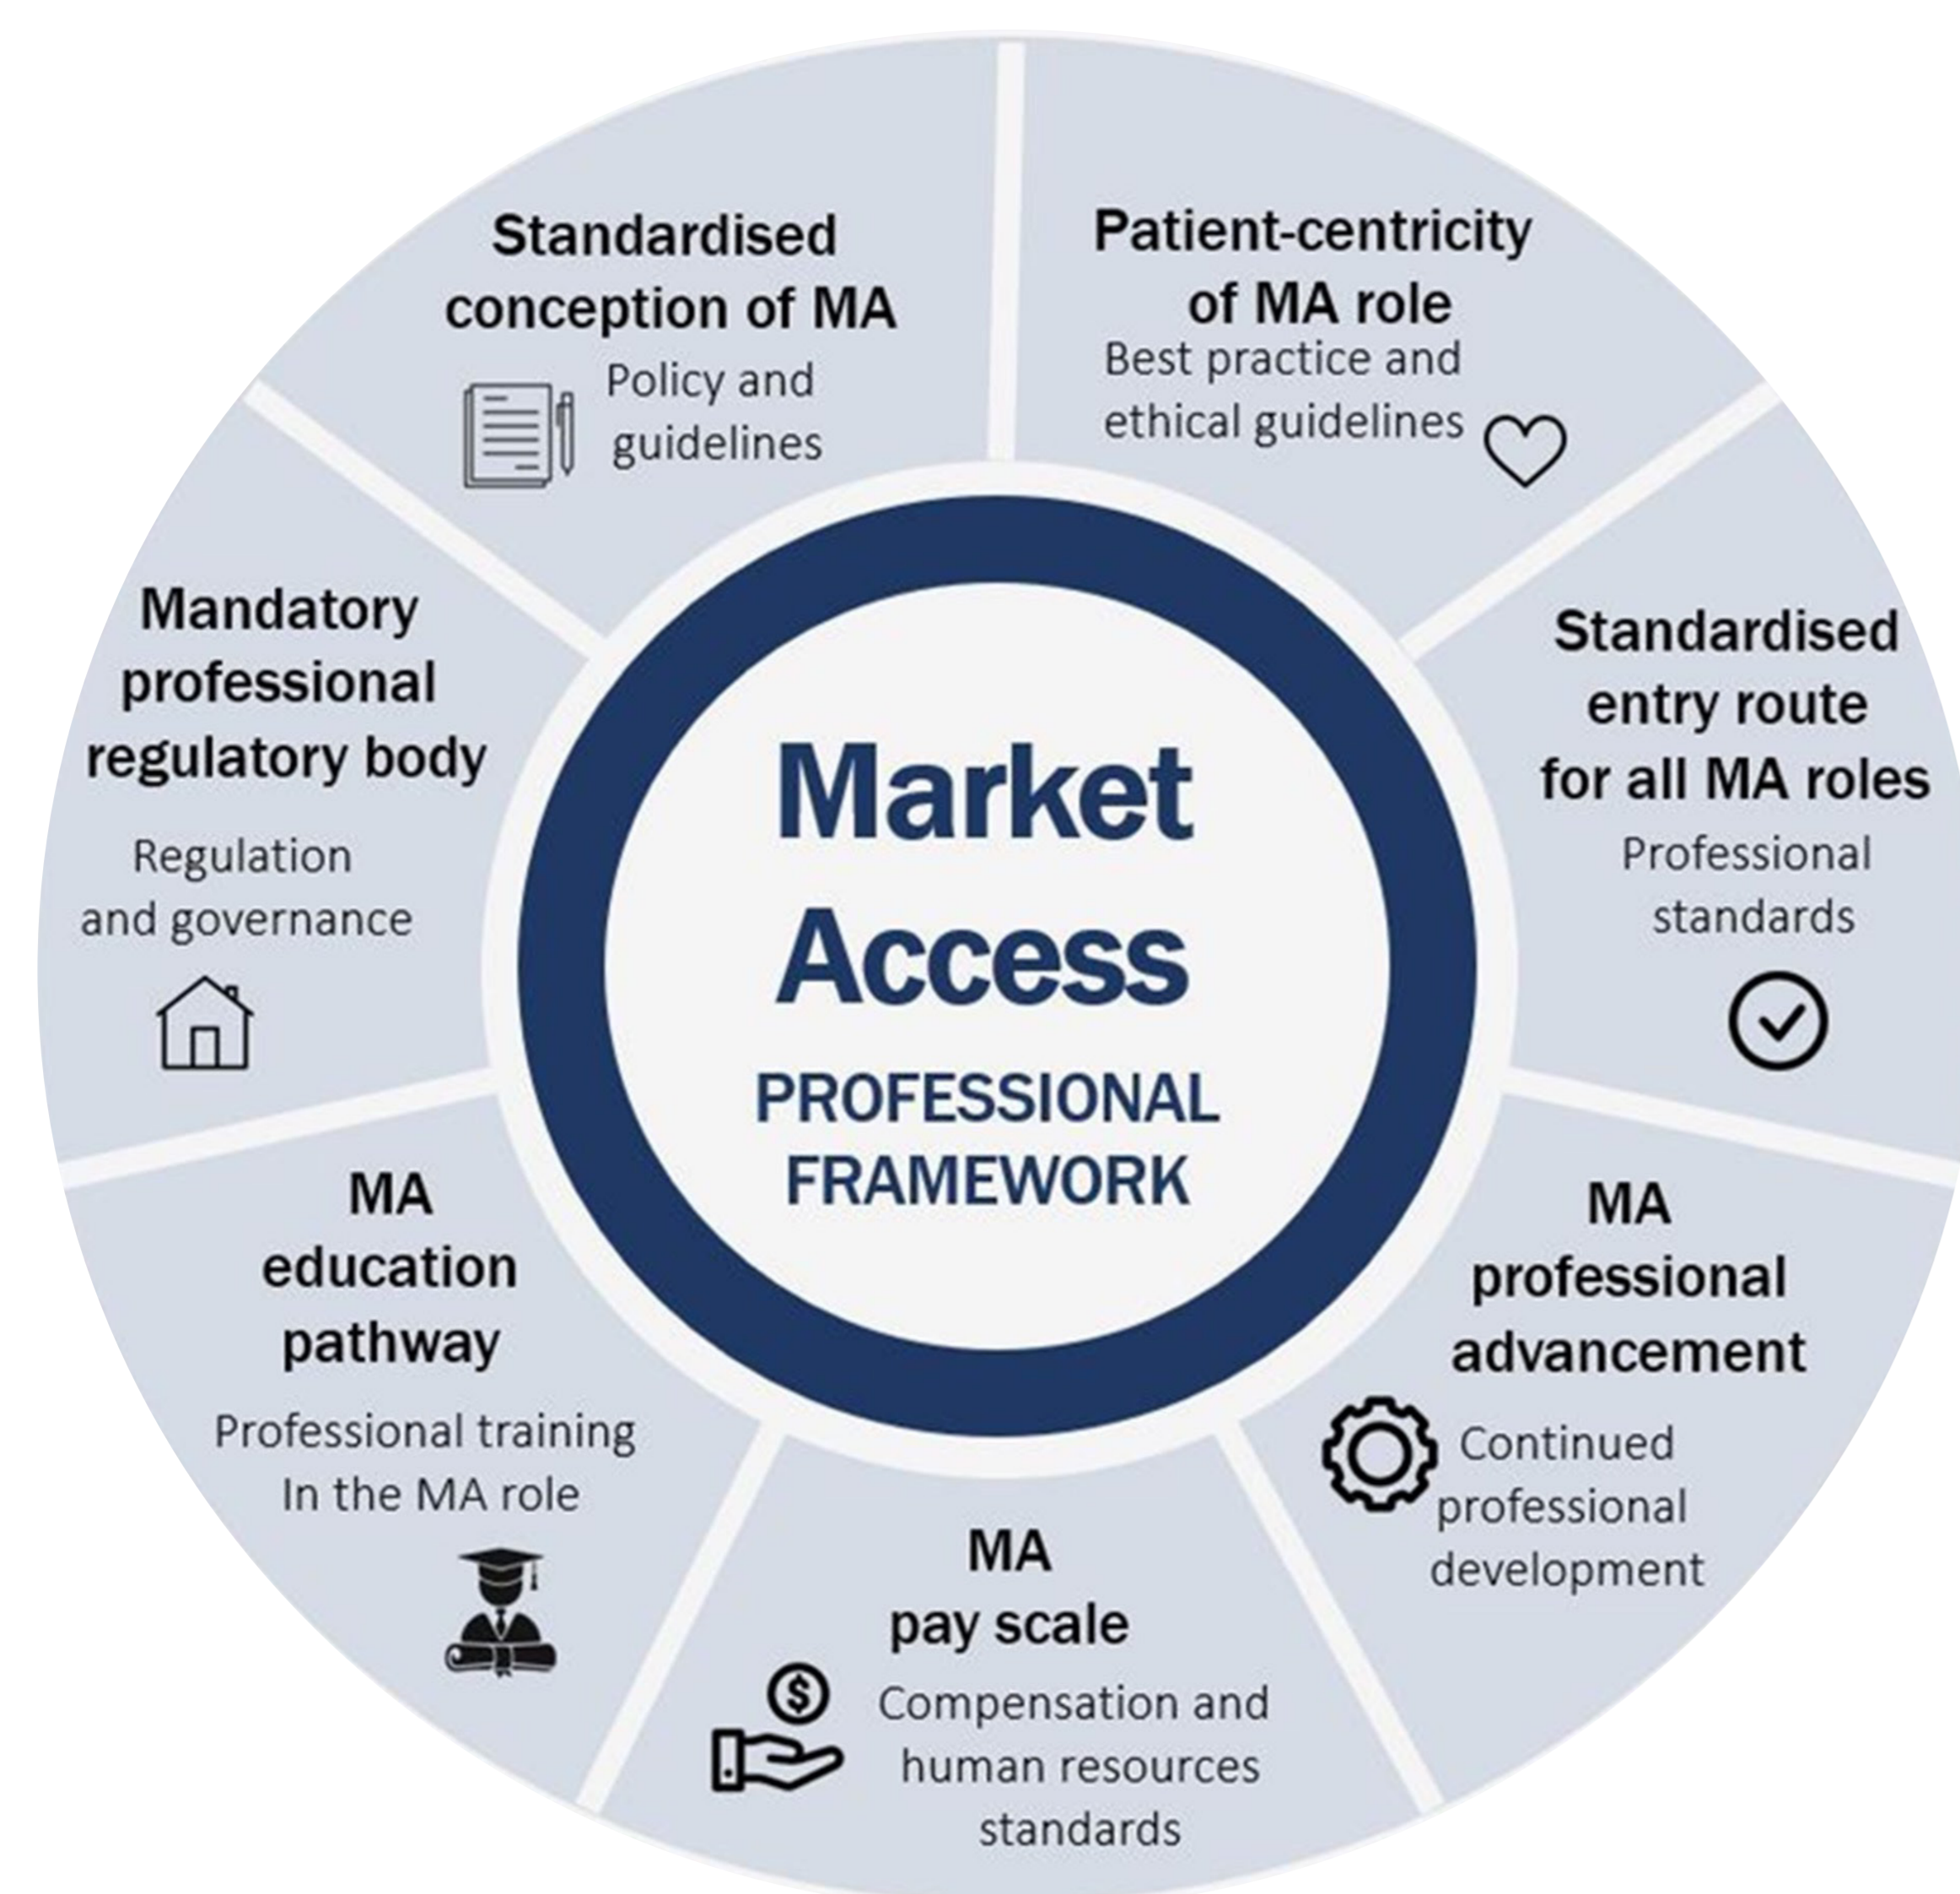 Standardised
conception of MA
Policy and
guidelines
Patient-centricity
of MA role
Best practice and
ethical guidelines
Standardised
entry route
for all MA roles
Professional
standards
MA
professional
advancement
Continued
professional
development
MA
pay scale
$
Compensation and
human resources
standards
MA
education
pathway
Professional training
In the MA role
Mandatory
professional
regulatory body
Regulation
and governance
Market
Access
PROFESSIONAL
FRAMEWORK